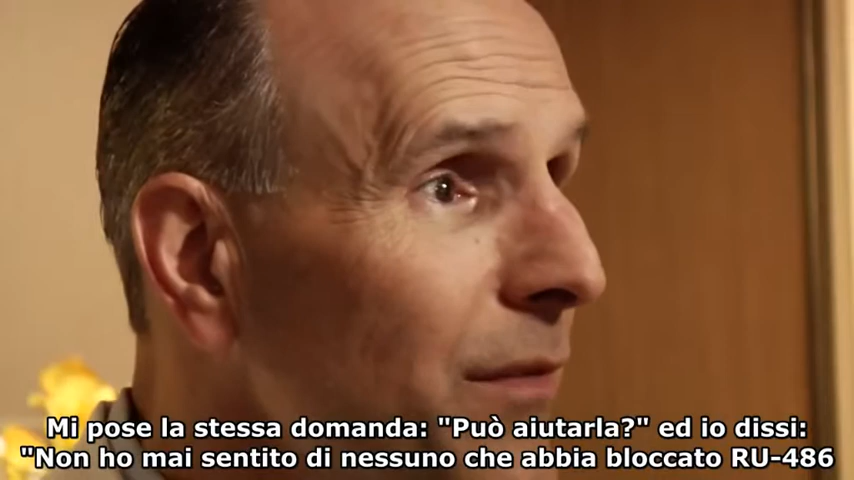 Mi pose la stessa domanda: "Può aiutarla?" ed io dissi:
"Non ho mai sentito di nessuno che abbia bloccato RU-486